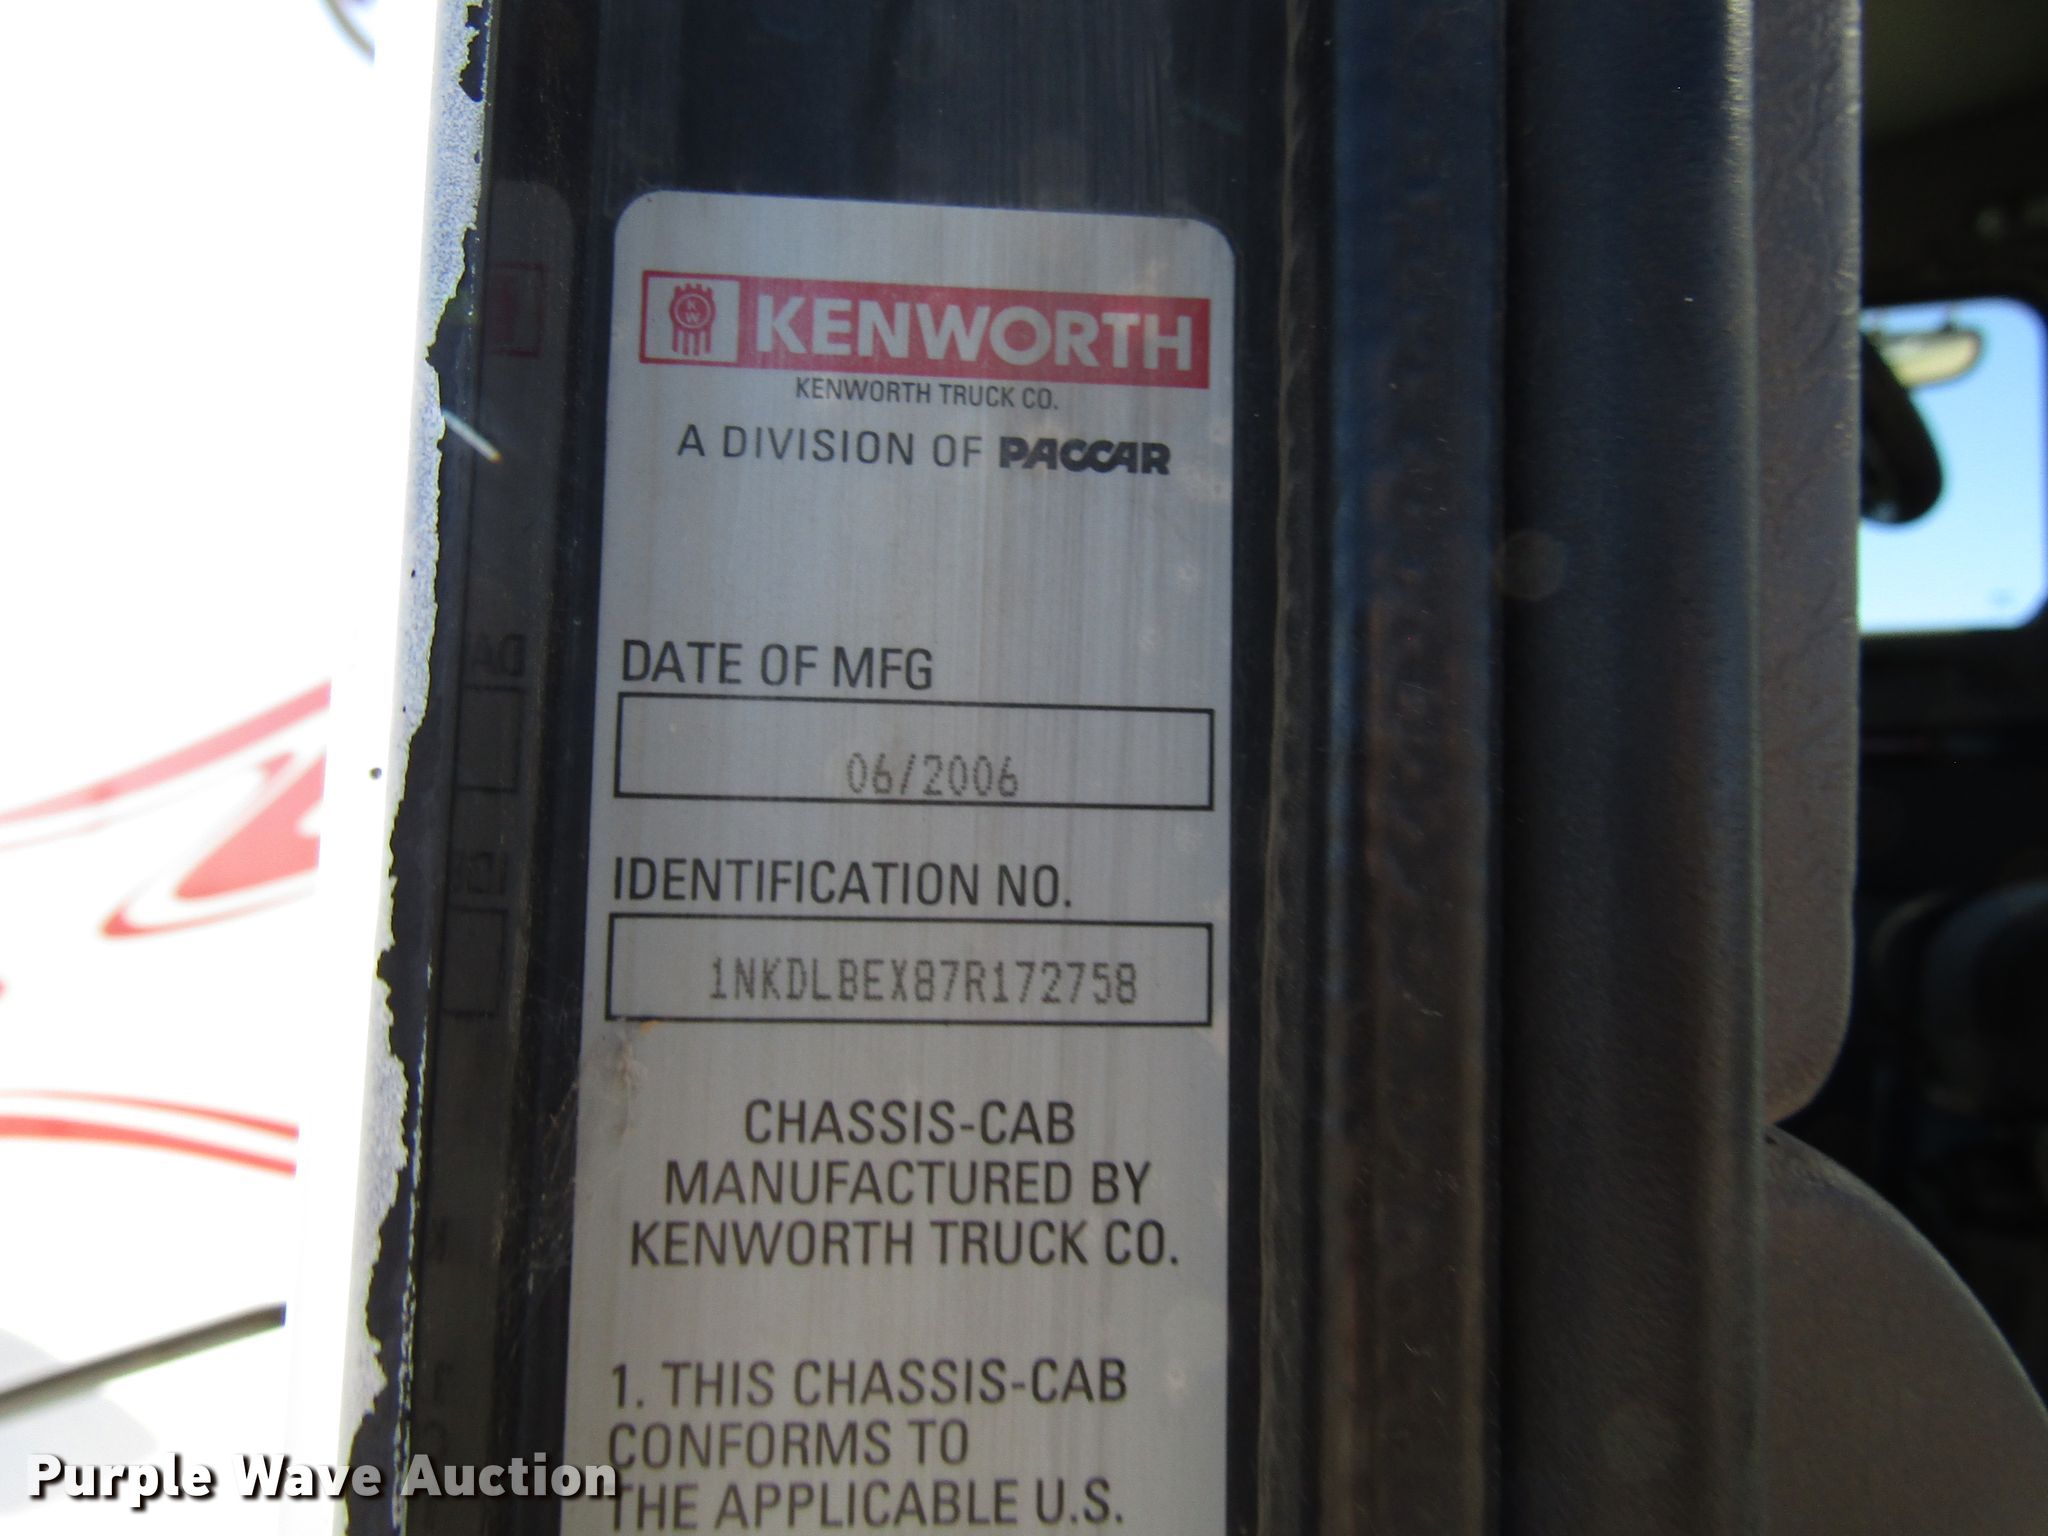 KW
KENWORTH
KENWORTH TRUCK CO.
A DIVISION OF PACCAR
DATE OF MFG
06/2006
IDENTIFICATION NO.
1NKDLBEX87R172758
CHASSIS-CAB
MANUFACTURED BY
KENWORTH TRUCK CO.
1. THIS CHASSIS-CAB
CONFORMS TO
THE APPLICABLE U.S.
Purple Wave Auction